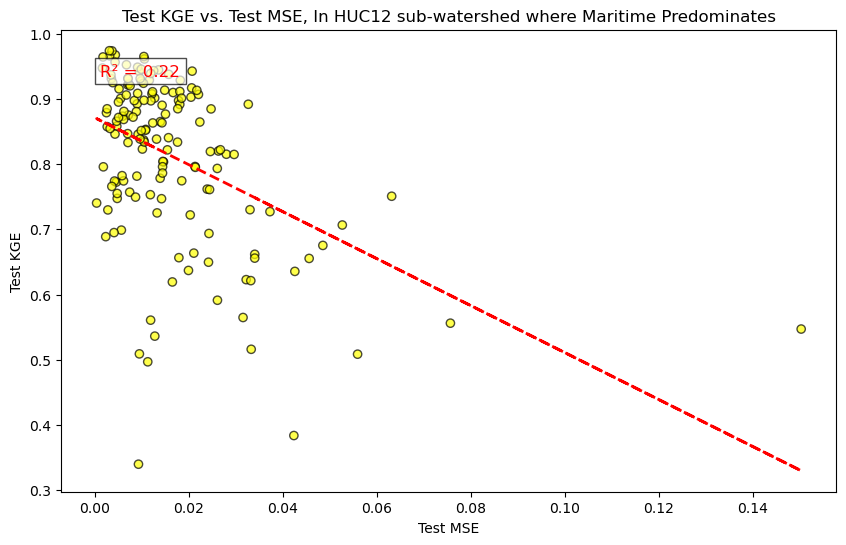 Test KGE vs. Test MSE, In HUC12 sub-watershed where Maritime Predominates
R² = 0.22
Test KGE
1.0
0.9
0.8
0.7
0.6
0.5
0.4
0.3
0.00 0.02 0.04 0.06 0.08 0.10 0.12 0.14
Test MSE